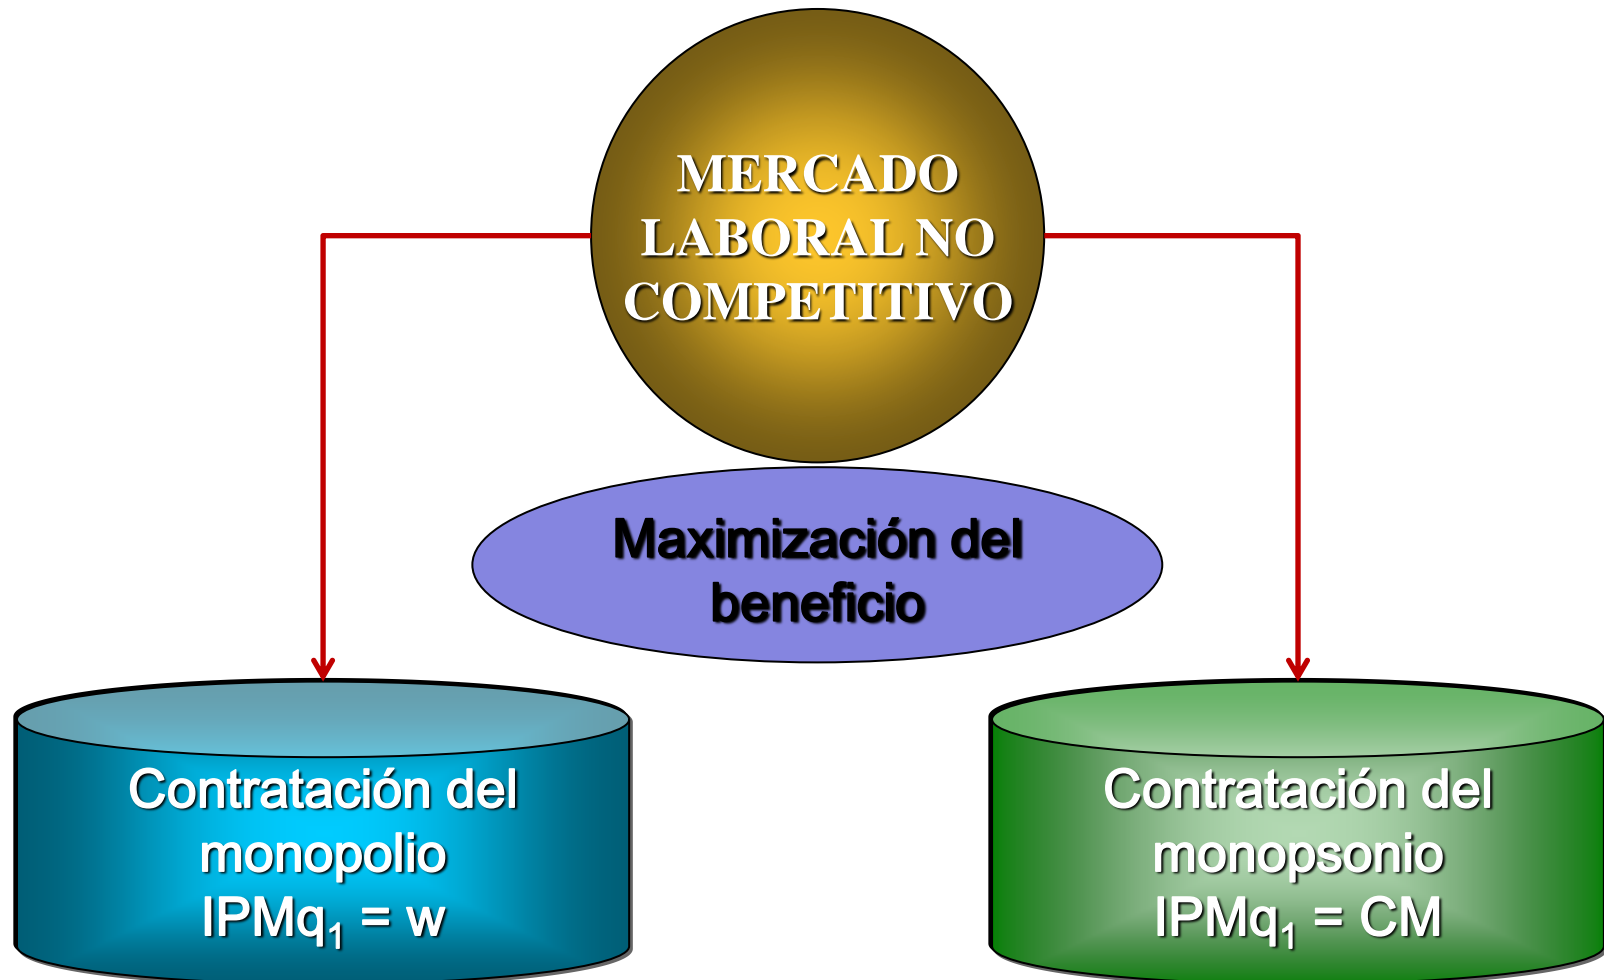 MERCADO
LABORAL NO
COMPETITIVO
Maximización del
beneficio
Contratación del
monopolio
IPMq₁ = w
Contratación del
monopsonio
IPMq₁ = CM